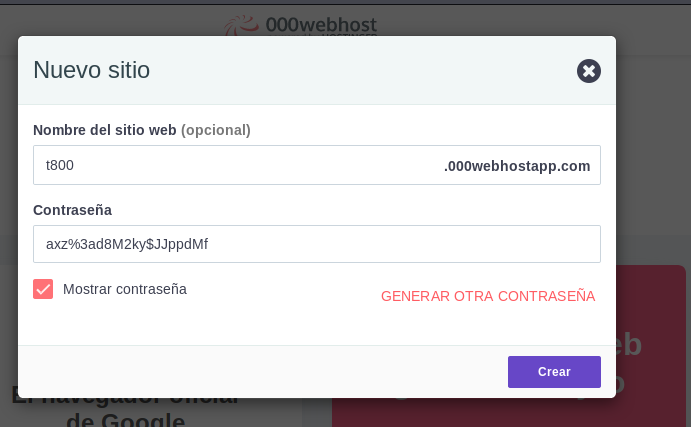 000webhost
Nuevo sitio
Nombre del sitio web (opcional)
t800
.000webhostapp.com
Contraseña
axz%3ad8M2ky$JJppdMf
Mostrar contraseña
GENERAR OTRA CONTRASEÑA
Crear
eb
o
El navegador oficial
de Google